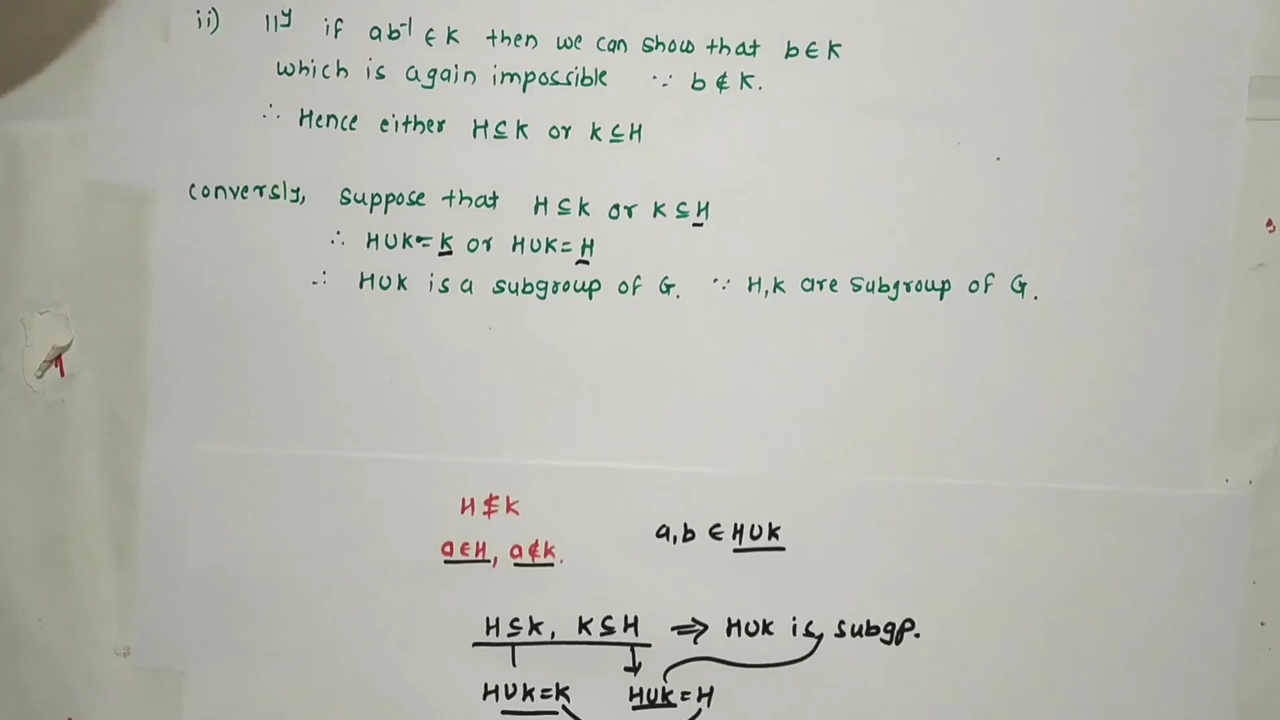 ii) ||ly if ab⁻¹ ∈ K then we can show that b ∈ K
which is again impossible ∵ b ∉ K.
∴ Hence either H ⊆ K or K ⊆ H
conversly, suppose that H ⊆ K or K ⊆ H
∴ HUK = K or HUK = H
∴ HUK is a subgroup of G. ∵ H,K are subgroup of G.
H ⊈ K
a∈H, a∉K.
a,b ∈ HUK
H⊆K, K⊆H ⇒ HUK is subgp.
HUK=K HUK=H